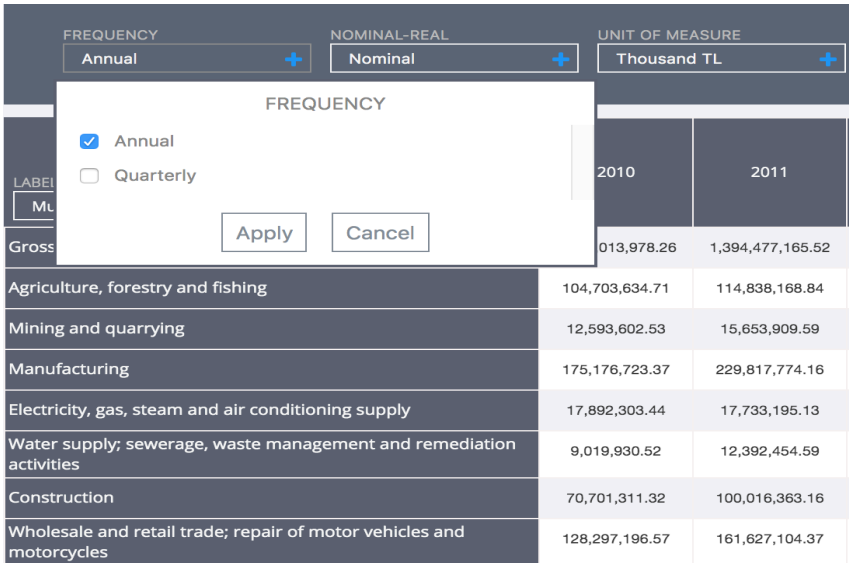 FREQUENCY NOMINAL-REAL UNIT OF MEASURE
Annual Nominal Thousand TL
FREQUENCY
Annual
Quarterly
Apply Cancel
2010 2011
LABEL
Mu
Gross 013,978.26 1,394,477,165.52
Agriculture, forestry and fishing 104,703,634.71 114,838,168.84
Mining and quarrying 12,593,602.53 15,653,909.59
Manufacturing 175,176,723.37 229,817,774.16
Electricity, gas, steam and air conditioning supply 17,892,303.44 17,733,195.13
Water supply; sewerage, waste management and remediation
activities 9,019,930.52 12,392,454.59
Construction 70,701,311.32 100,016,363.16
Wholesale and retail trade; repair of motor vehicles and
motorcycles 128,297,196.57 161,627,104.37